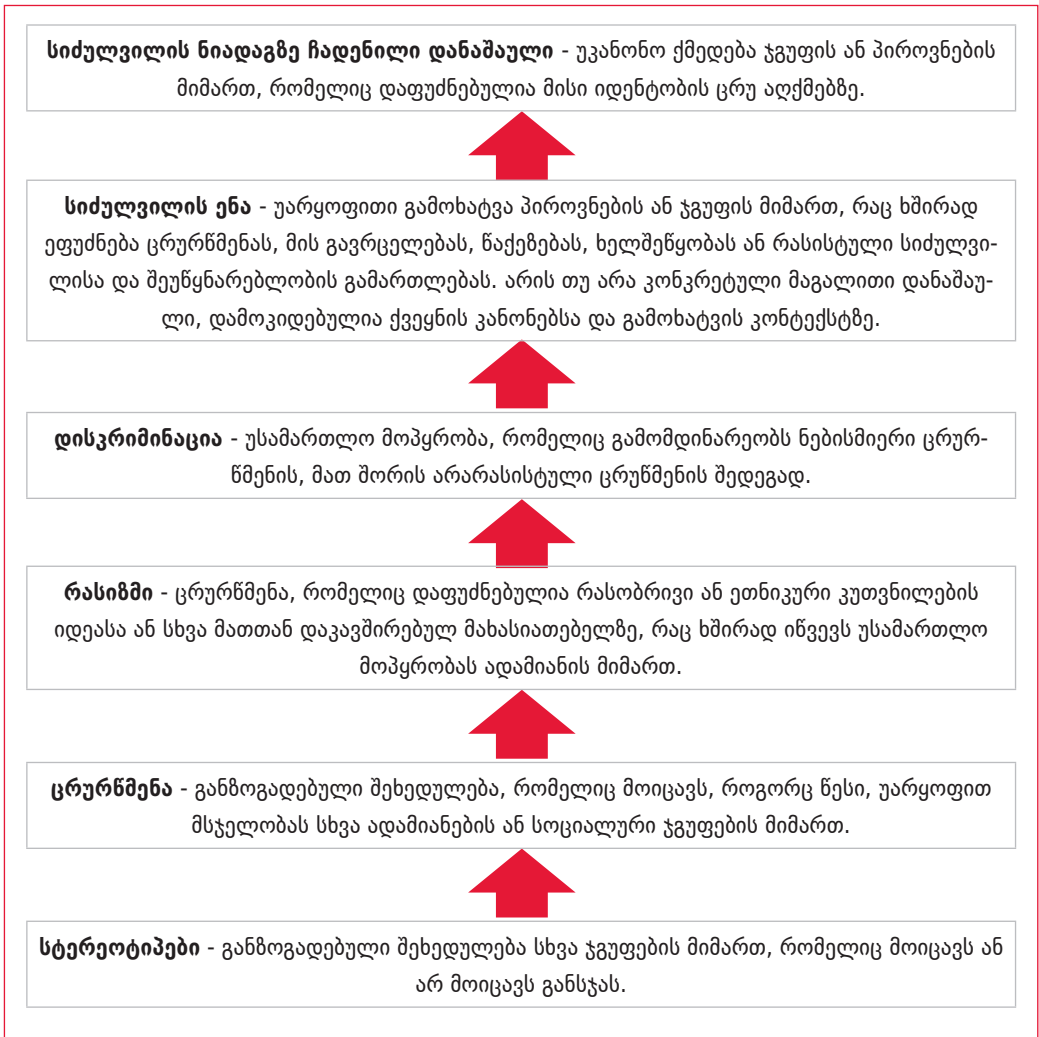 სიძულვილის ნიადაგზე ჩადენილი დანაშაული - უკანონო ქმედება ჯგუფის ან პიროვნების
მიმართ, რომელიც დაფუძნებულია მისი იდენტობის ცრუ აღქმებზე.
სიძულვილის ენა - უარყოფითი გამოხატვა პიროვნების ან ჯგუფის მიმართ, რაც ხშირად
ეფუძნება ცრურწმენას, მის გავრცელებას, წაქეზებას, ხელშეწყობას ან რასისტული სიძულვი-
ლისა და შეუწყნარებლობის გამართლებას. არის თუ არა კონკრეტული მაგალითი დანაშაუ-
ლი, დამოკიდებულია ქვეყნის კანონებსა და გამოხატვის კონტექსტზე.
დისკრიმინაცია - უსამართლო მოპყრობა, რომელიც გამომდინარეობს ნებისმიერი ცრურ-
წმენის, მათ შორის არარასისტული ცრუწმენის შედეგად.
რასიზმი - ცრურწმენა, რომელიც დაფუძნებულია რასობრივი ან ეთნიკური კუთვნილების
იდეასა ან სხვა მათთან დაკავშირებულ მახასიათებელზე, რაც ხშირად იწვევს უსამართლო
მოპყრობას ადამიანის მიმართ.
ცრურწმენა - განზოგადებული შეხედულება, რომელიც მოიცავს, როგორც წესი, უარყოფით
მსჯელობას სხვა ადამიანების ან სოციალური ჯგუფების მიმართ.
სტერეოტიპები - განზოგადებული შეხედულება სხვა ჯგუფების მიმართ, რომელიც მოიცავს ან
არ მოიცავს განსჯას.